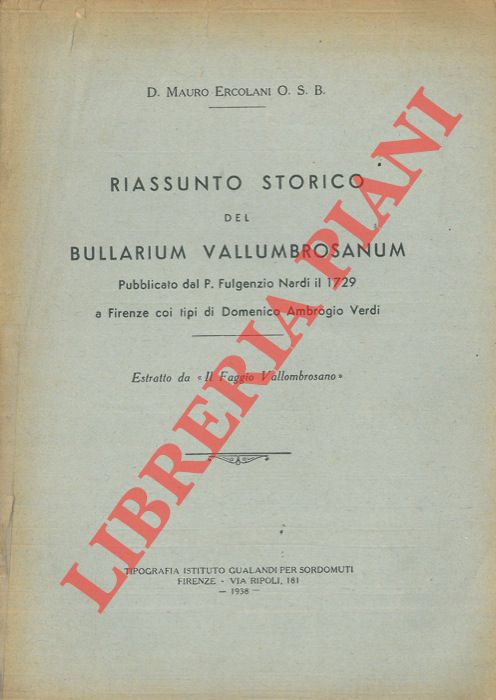 D. Mauro Ercolani O. S. B.
RIASSUNTO STORICO
DEL
BULLARIUM VALLUMBROSANUM
Pubblicato dal P. Fulgenzio Nardi il 1729
a Firenze coi tipi di Domenico Ambrogio Verdi
Estratto da « Il Faggio Vallombrosano »
LIBRERIA PIANI
TIPOGRAFIA ISTITUTO GUALANDI PER SORDOMUTI
FIRENZE - VIA RIPOLI, 181
— 1938 —